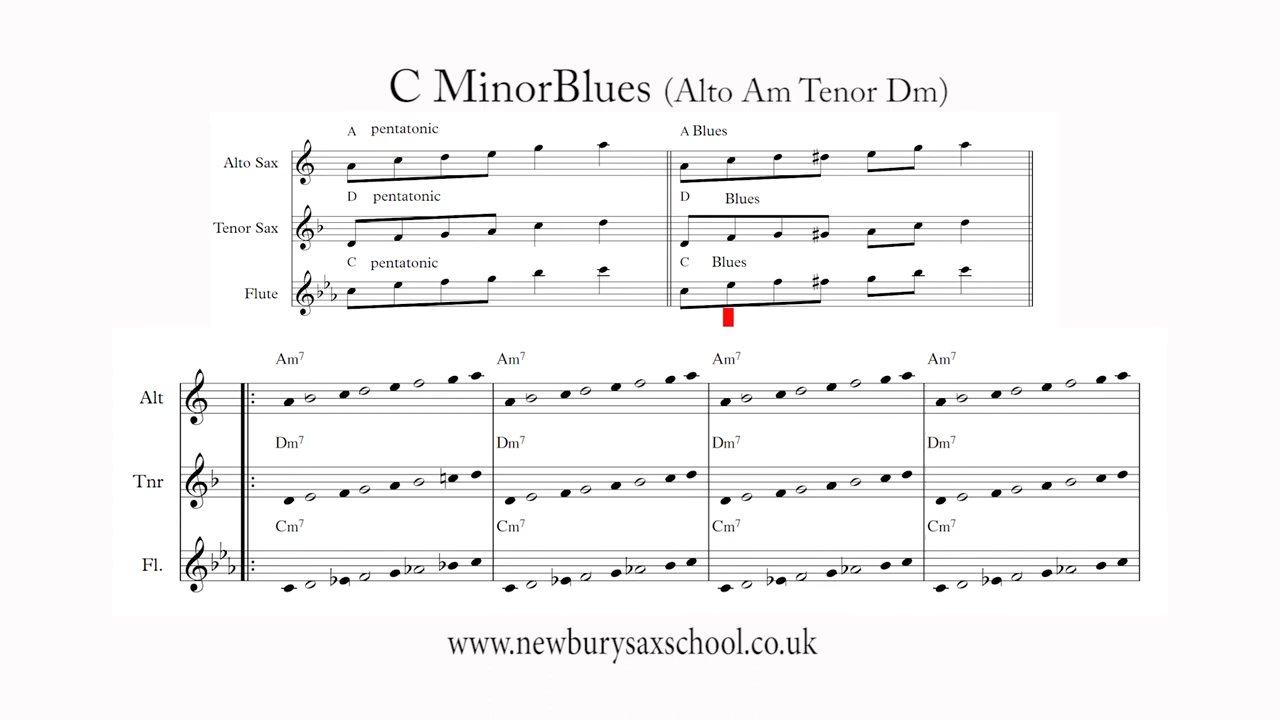 C MinorBlues (Alto Am Tenor Dm)
A pentatonic A Blues
Alto Sax
D pentatonic D Blues
Tenor Sax
C pentatonic C Blues
Flute
Am7 Am7 Am7 Am7
Alt
Dm7 Dm7 Dm7 Dm7
Tnr
Cm7 Cm7 Cm7 Cm7
Fl.
www.newburysaxschool.co.uk